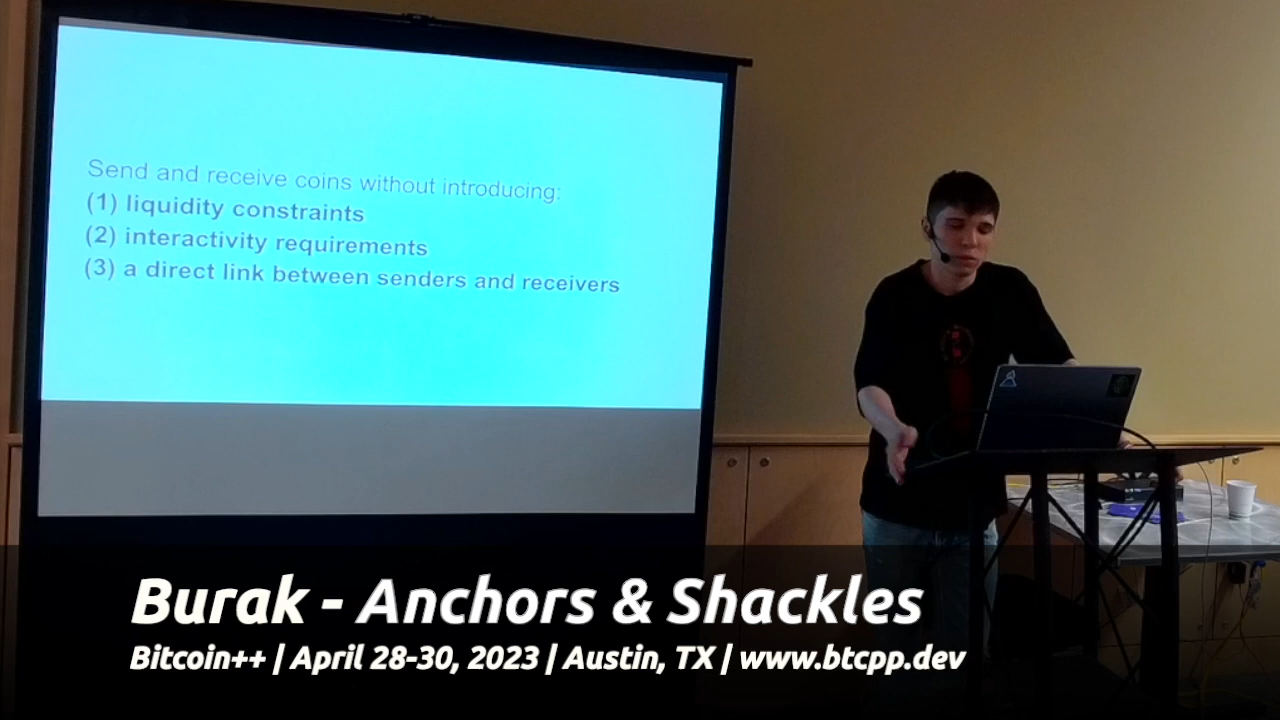 Send and receive coins without introducing:
(1) liquidity constraints
(2) interactivity requirements
(3) a direct link between senders and receivers
Burak - Anchors & Shackles
Bitcoin++ | April 28-30, 2023 | Austin, TX | www.btcpp.dev